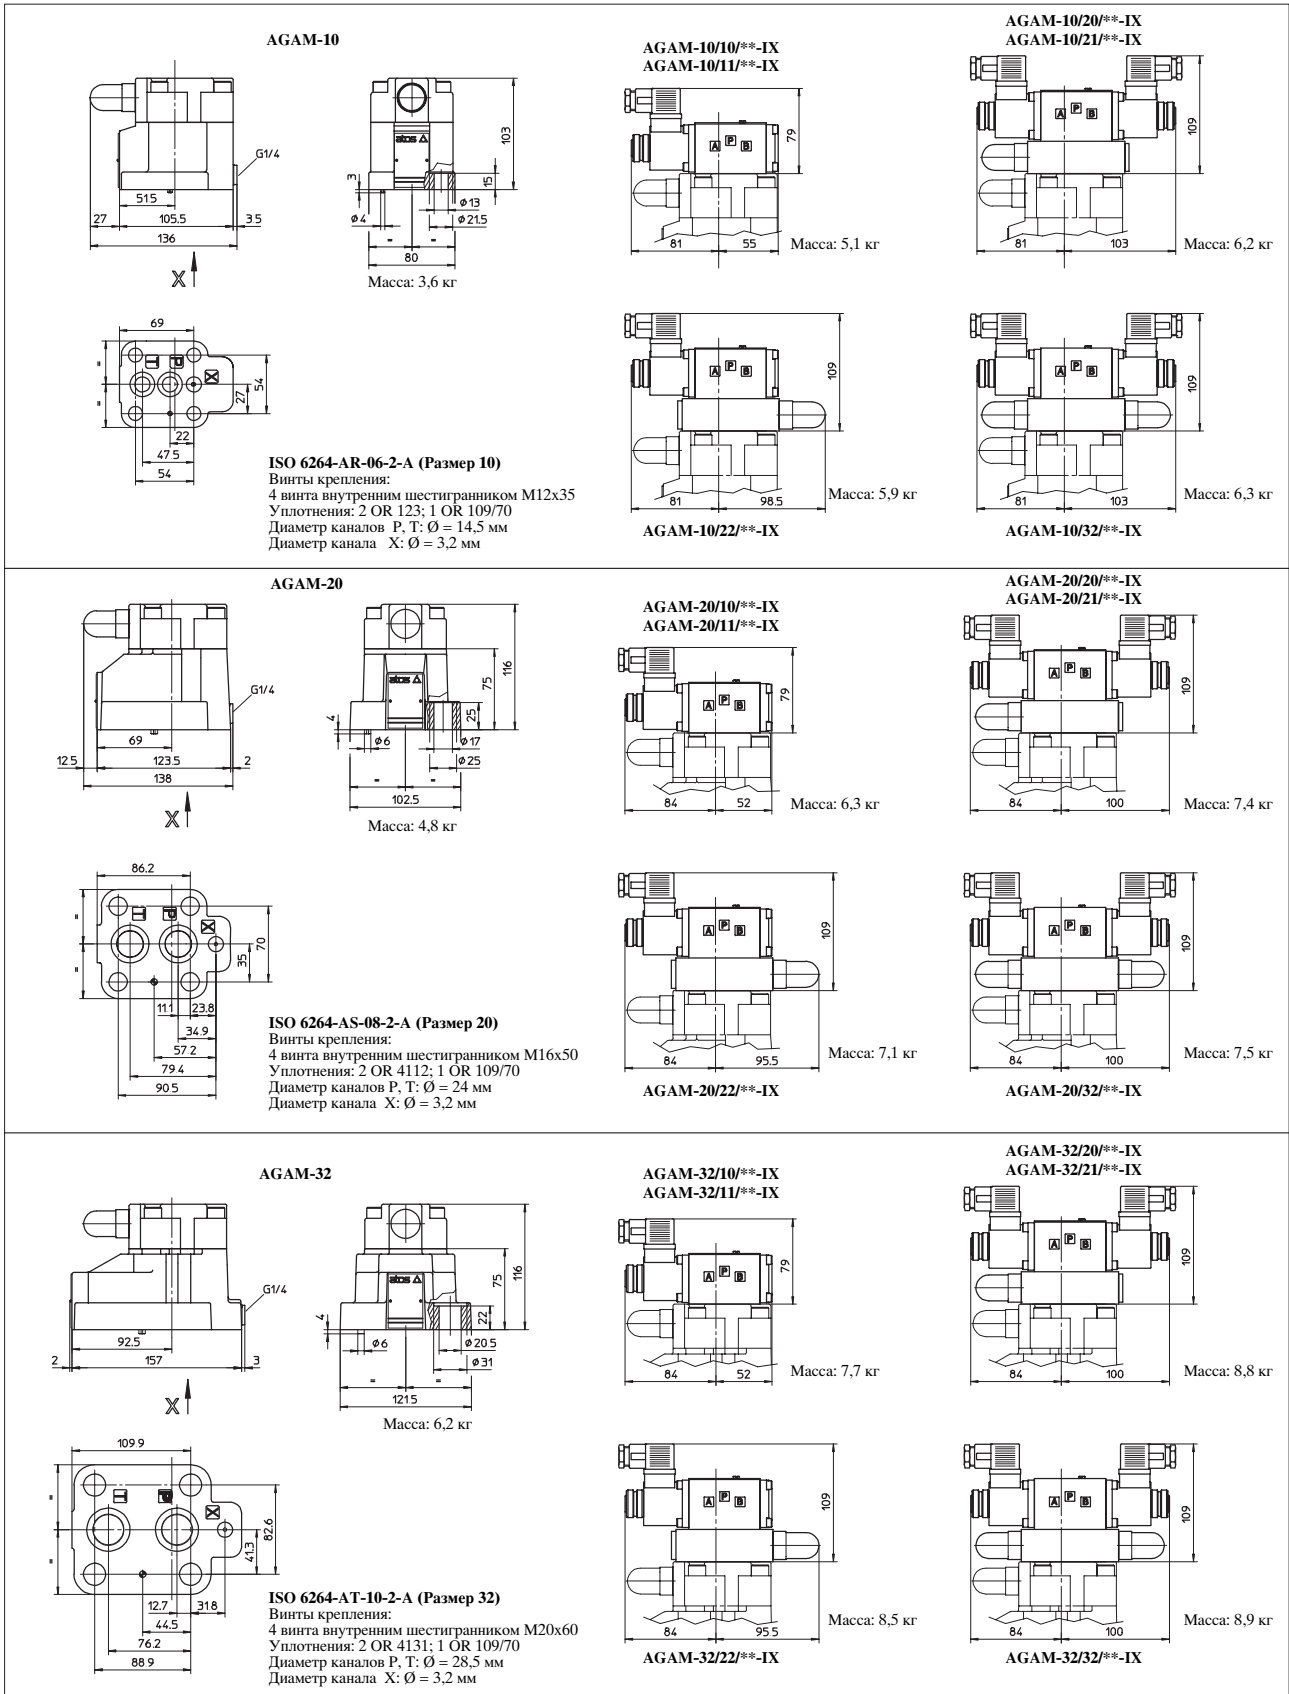 AGAM-10
AGAM-10/10/**-IX
AGAM-10/11/**-IX
AGAM-10/20/**-IX
AGAM-10/21/**-IX
atos
G1/4
51.5
27
105.5
3.5
136
X
103
3
15
ø4
ø13
ø21.5
=
=
80
Масса: 3,6 кг
A
P
B
79
81
55
Масса: 5,1 кг
A
P
B
109
81
103
Масса: 6,2 кг
69
=
=
T
P
X
54
27
22
47.5
54
ISO 6264-AR-06-2-A (Размер 10)
Винты крепления:
4 винта внутренним шестигранником M12x35
Уплотнения: 2 OR 123; 1 OR 109/70
Диаметр каналов P, T: Ø = 14,5 мм
Диаметр канала X: Ø = 3,2 мм
A
P
B
109
81
98.5
Масса: 5,9 кг
AGAM-10/22/**-IX
A
P
B
109
81
103
Масса: 6,3 кг
AGAM-10/32/**-IX
AGAM-20
AGAM-20/10/**-IX
AGAM-20/11/**-IX
AGAM-20/20/**-IX
AGAM-20/21/**-IX
atos
G1/4
69
12.5
123.5
2
138
X
116
75
25
4
ø6
ø17
ø25
=
=
102.5
Масса: 4,8 кг
A
P
B
79
84
52
Масса: 6,3 кг
A
P
B
109
84
100
Масса: 7,4 кг
86.2
=
=
T
P
X
70
35
11.1
23.8
34.9
57.2
79.4
90.5
ISO 6264-AS-08-2-A (Размер 20)
Винты крепления:
4 винта внутренним шестигранником M16x50
Уплотнения: 2 OR 4112; 1 OR 109/70
Диаметр каналов P, T: Ø = 24 мм
Диаметр канала X: Ø = 3,2 мм
A
P
B
109
84
95.5
Масса: 7,1 кг
AGAM-20/22/**-IX
A
P
B
109
84
100
Масса: 7,5 кг
AGAM-20/32/**-IX
AGAM-32
AGAM-32/10/**-IX
AGAM-32/11/**-IX
AGAM-32/20/**-IX
AGAM-32/21/**-IX
atos
G1/4
92.5
2
157
3
X
116
75
22
4
ø6
ø20.5
ø31
=
=
121.5
Масса: 6,2 кг
A
P
B
79
84
52
Масса: 7,7 кг
A
P
B
109
84
100
Масса: 8,8 кг
109.9
=
=
T
P
X
82.6
41.3
12.7
31.8
44.5
76.2
88.9
ISO 6264-AT-10-2-A (Размер 32)
Винты крепления:
4 винта внутренним шестигранником M20x60
Уплотнения: 2 OR 4131; 1 OR 109/70
Диаметр каналов P, T: Ø = 28,5 мм
Диаметр канала X: Ø = 3,2 мм
A
P
B
109
84
95.5
Масса: 8,5 кг
AGAM-32/22/**-IX
A
P
B
109
84
100
Масса: 8,9 кг
AGAM-32/32/**-IX